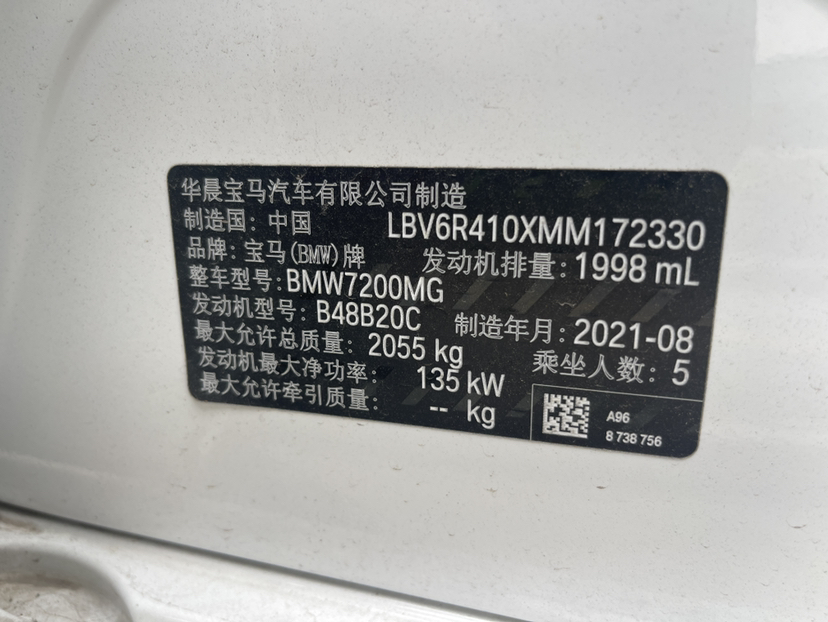 华晨宝马汽车有限公司制造
制造国: 中国 LBV6R410XMM172330
品牌: 宝马(BMW)牌 发动机排量: 1998 mL
整车型号: BMW7200MG
发动机型号: B48B20C 制造年月: 2021-08
最大允许总质量: 2055 kg 乘坐人数: 5
发动机最大净功率: 135 kW
最大允许牵引质量: -- kg
A96
8 738 756